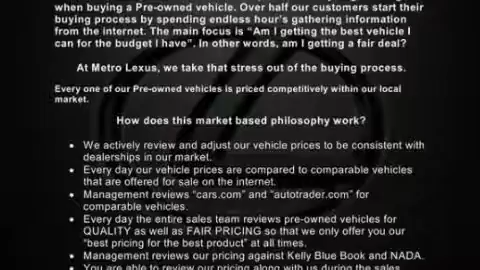 when buying a Pre-owned vehicle. Over half our customers start their
buying process by spending endless hour's gathering information
from the internet. The main focus is “Am I getting the best vehicle I
can for the budget I have”. In other words, am I getting a fair deal?
At Metro Lexus, we take that stress out of the buying process.
Every one of our Pre-owned vehicles is priced competitively within our local
market.
How does this market based philosophy work?
• We actively review and adjust our vehicle prices to be consistent with
dealerships in our market.
• Every day our vehicle prices are compared to comparable vehicles
that are offered for sale on the internet.
• Management reviews “cars.com” and “autotrader.com” for
comparable vehicles.
• Every day the entire sales team reviews pre-owned vehicles for
QUALITY as well as FAIR PRICING so that we only offer you our
“best pricing for the best product” at all times.
• Management reviews our pricing against Kelly Blue Book and NADA.
• You are able to review our pricing along with us during the sales